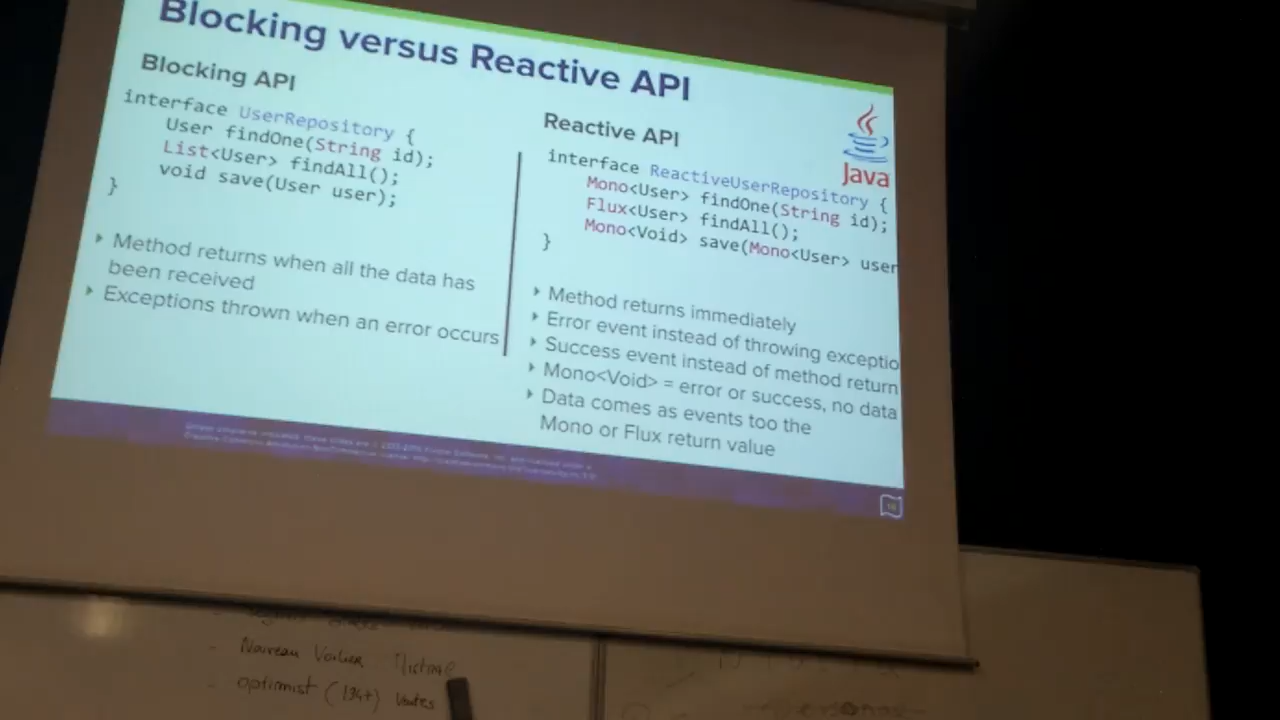 Blocking versus Reactive API
Blocking API
interface UserRepository {
User findOne(String id);
List<User> findAll();
void save(User user);
}
Method returns when all the data has
been received
Exceptions thrown when an error occurs
Reactive API
Java
interface ReactiveUserRepository {
Mono<User> findOne(String id);
Flux<User> findAll();
Mono<Void> save(Mono<User> user
}
Method returns immediately
Error event instead of throwing exceptio
Success event instead of method return
Mono<Void> = error or success, no data
Data comes as events too the
Mono or Flux return value
optimist